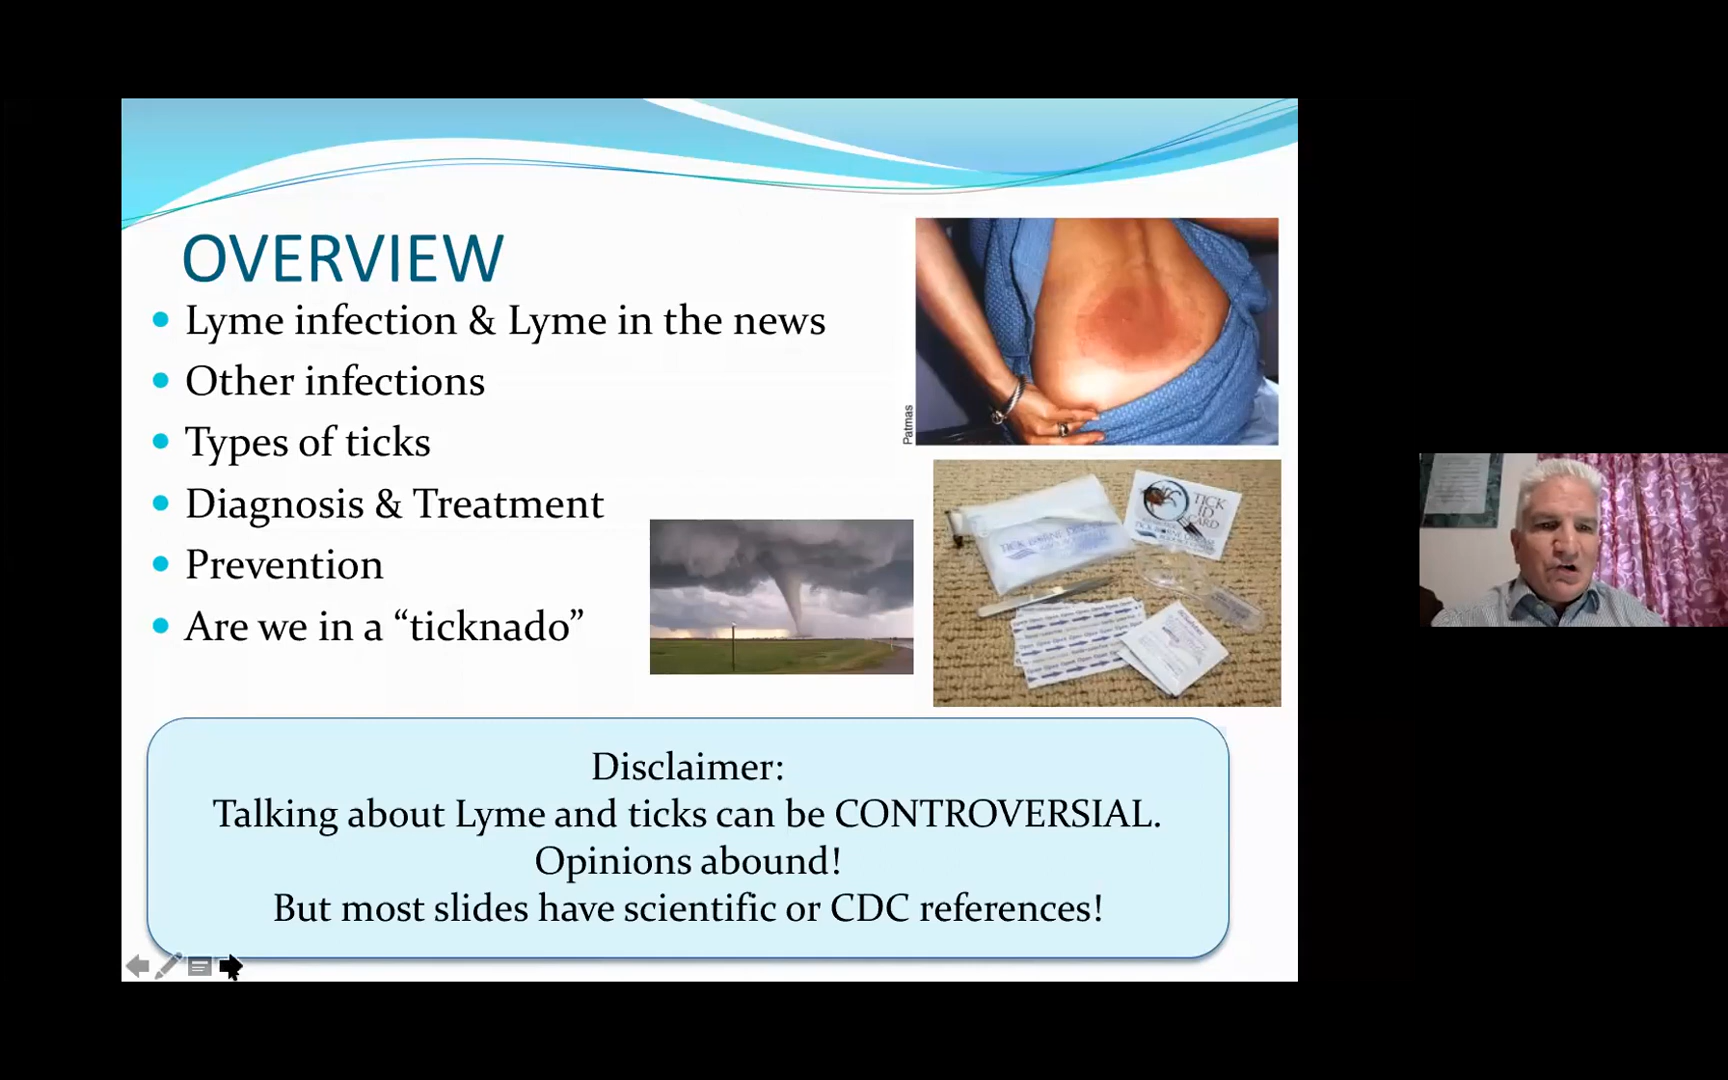 OVERVIEW
Lyme infection & Lyme in the news
Other infections
Types of ticks
Diagnosis & Treatment
Prevention
Are we in a “ticknado”
Patmas
TICK
ID
CARD
Disclaimer:
Talking about Lyme and ticks can be CONTROVERSIAL.
Opinions abound!
But most slides have scientific or CDC references!